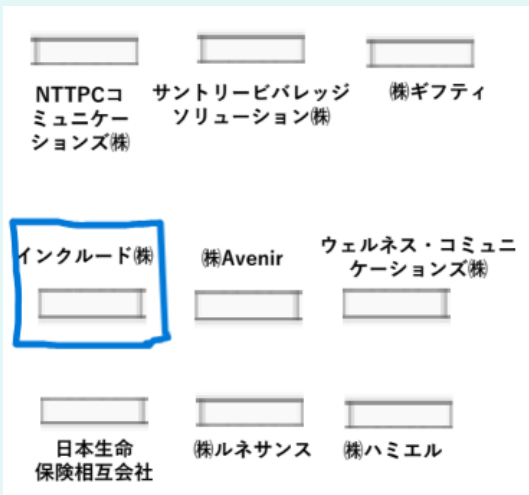 NTTPCコ
ミュニケー
ションズ㈱
サントリービバレッジ
ソリューション㈱
㈱ギフティ
インクルード㈱
㈱Avenir
ウェルネス・コミュニ
ケーションズ㈱
日本生命
保険相互会社
㈱ルネサンス
㈱ハミエル